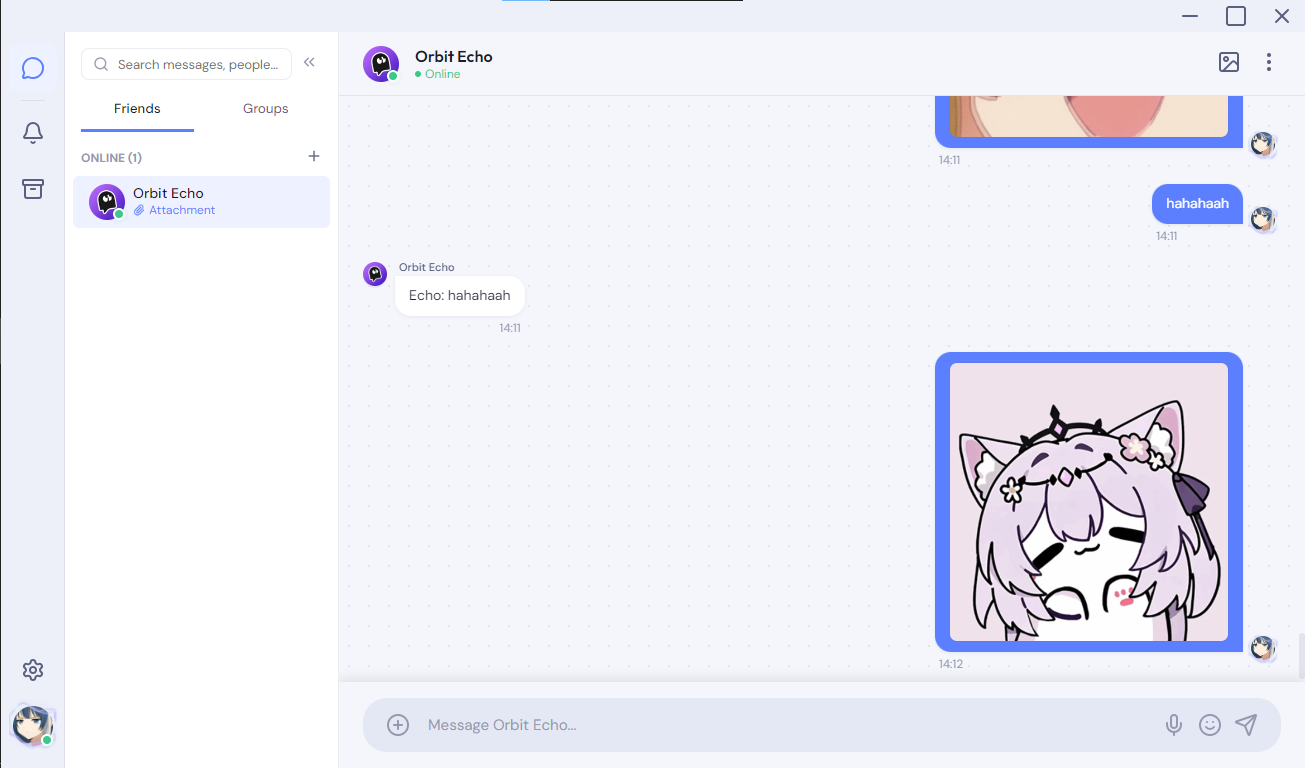 Search messages, people...
Friends
Groups
ONLINE (1)
Orbit Echo
Attachment
Orbit Echo
Online
14:11
hahahaah
14:11
Orbit Echo
Echo: hahahaah
14:11
14:12
Message Orbit Echo...